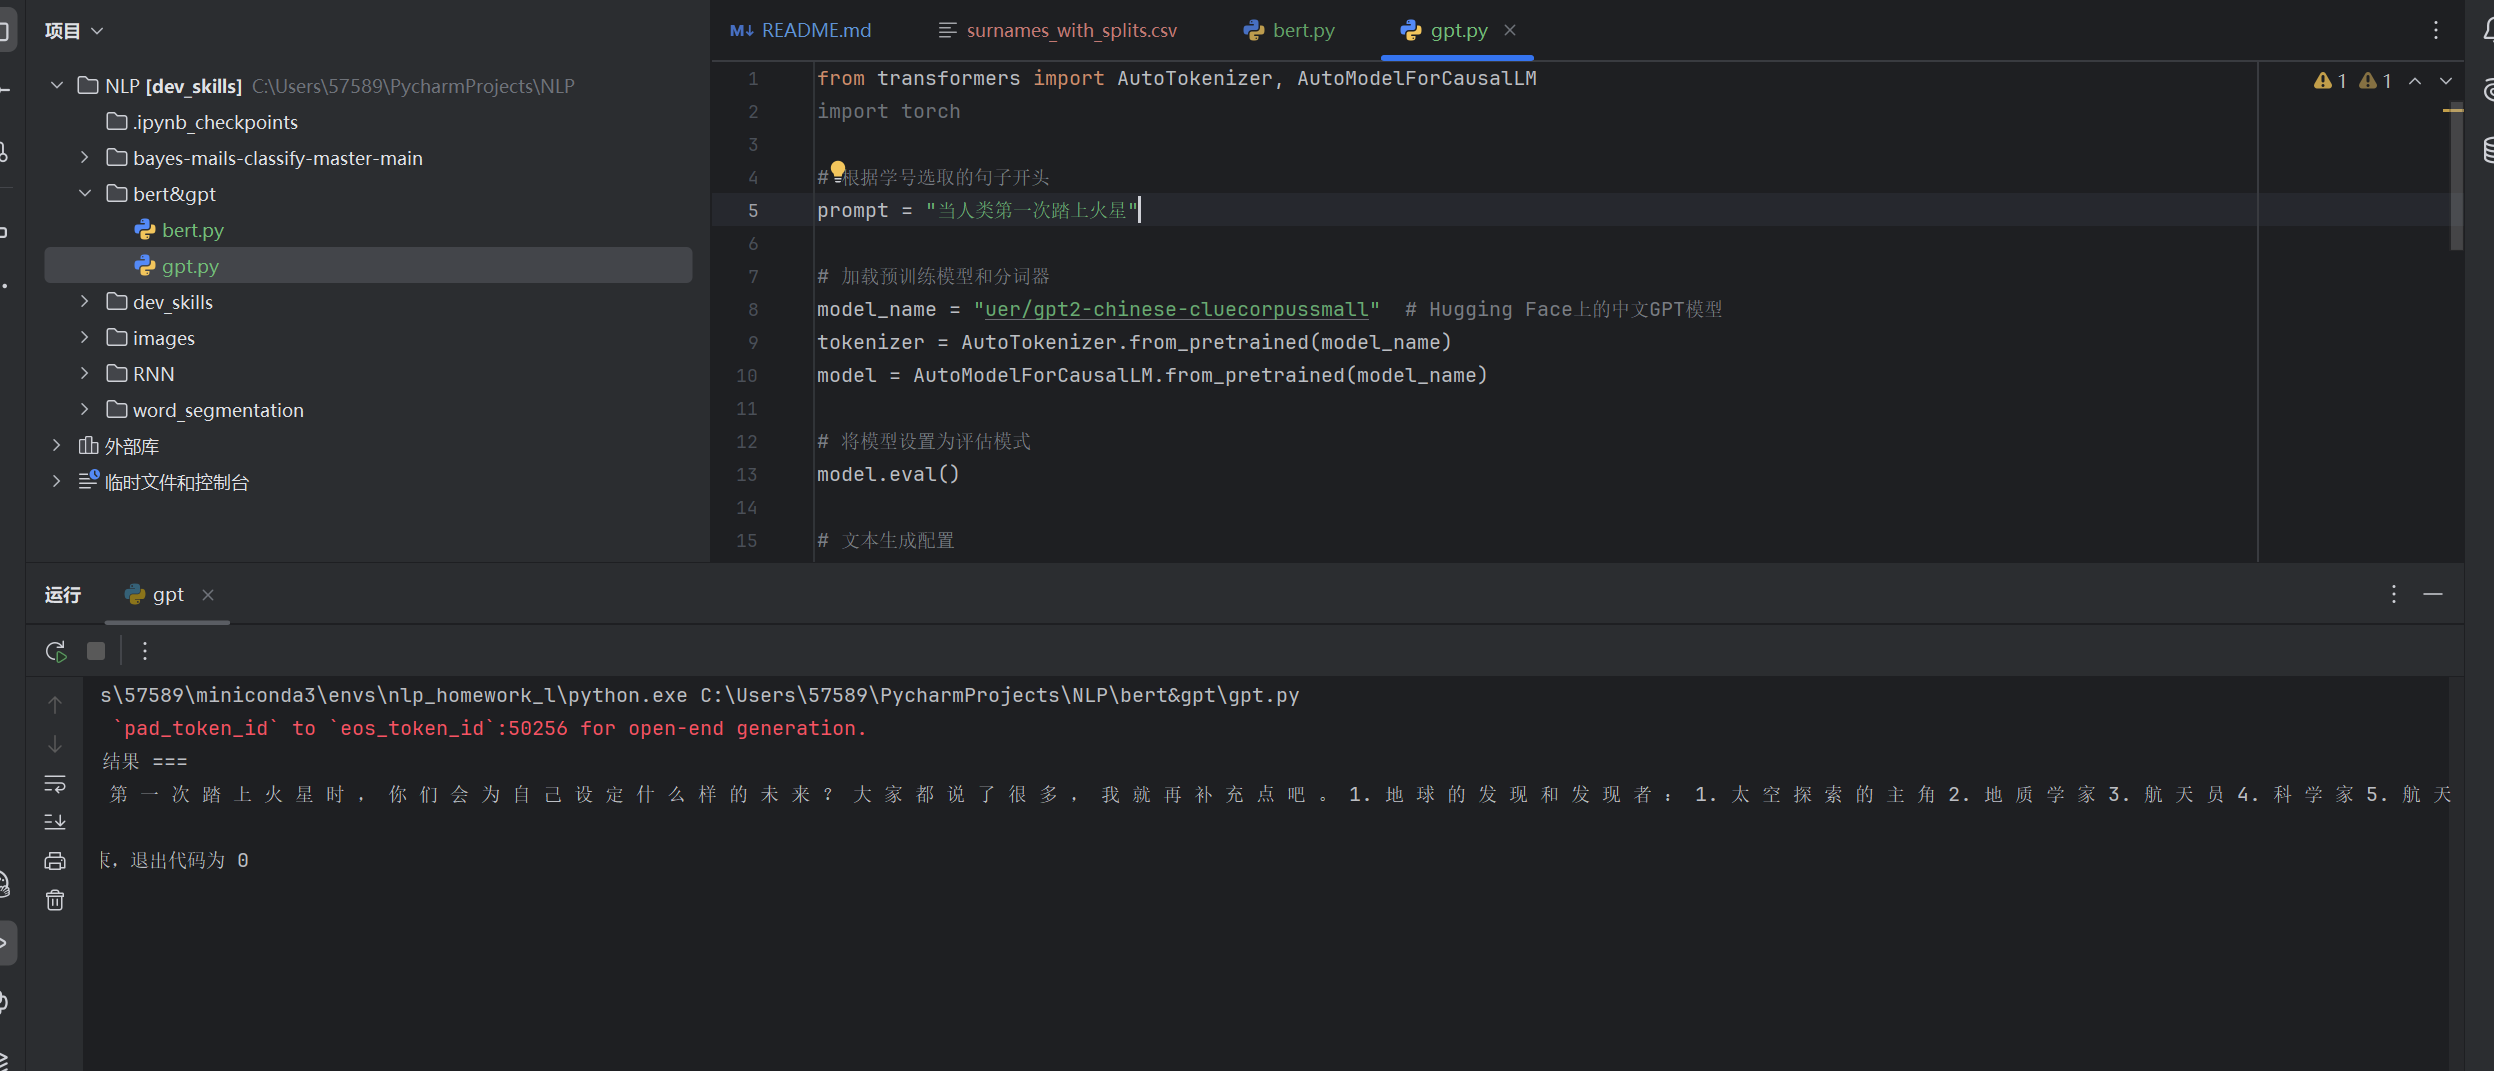 项目
NLP [dev_skills] C:\Users\57589\PycharmProjects\NLP
.ipynb_checkpoints
bayes-mails-classify-master-main
bert&gpt
bert.py
gpt.py
dev_skills
images
RNN
word_segmentation
外部库
临时文件和控制台
README.md surnames_with_splits.csv bert.py gpt.py
1 1
1 from transformers import AutoTokenizer, AutoModelForCausalLM
2 import torch
3
4 # 根据学号选取的句子开头
5 prompt = "当人类第一次踏上火星"
6
7 # 加载预训练模型和分词器
8 model_name = "uer/gpt2-chinese-cluecorpussmall" # Hugging Face上的中文GPT模型
9 tokenizer = AutoTokenizer.from_pretrained(model_name)
10 model = AutoModelForCausalLM.from_pretrained(model_name)
11
12 # 将模型设置为评估模式
13 model.eval()
14
15 # 文本生成配置
运行 gpt
s\57589\miniconda3\envs\nlp_homework_l\python.exe C:\Users\57589\PycharmProjects\NLP\bert&gpt\gpt.py
`pad_token_id` to `eos_token_id`:50256 for open-end generation.
结果 ===
第 一 次 踏 上 火 星 时 ， 你 们 会 为 自 己 设 定 什 么 样 的 未 来 ？ 大 家 都 说 了 很 多 ， 我 就 再 补 充 点 吧 。 1. 地 球 的 发 现 和 发 现 者 ： 1. 太 空 探 索 的 主 角 2. 地 质 学 家 3. 航 天 员 4. 科 学 家 5. 航 天
束，退出代码为 0